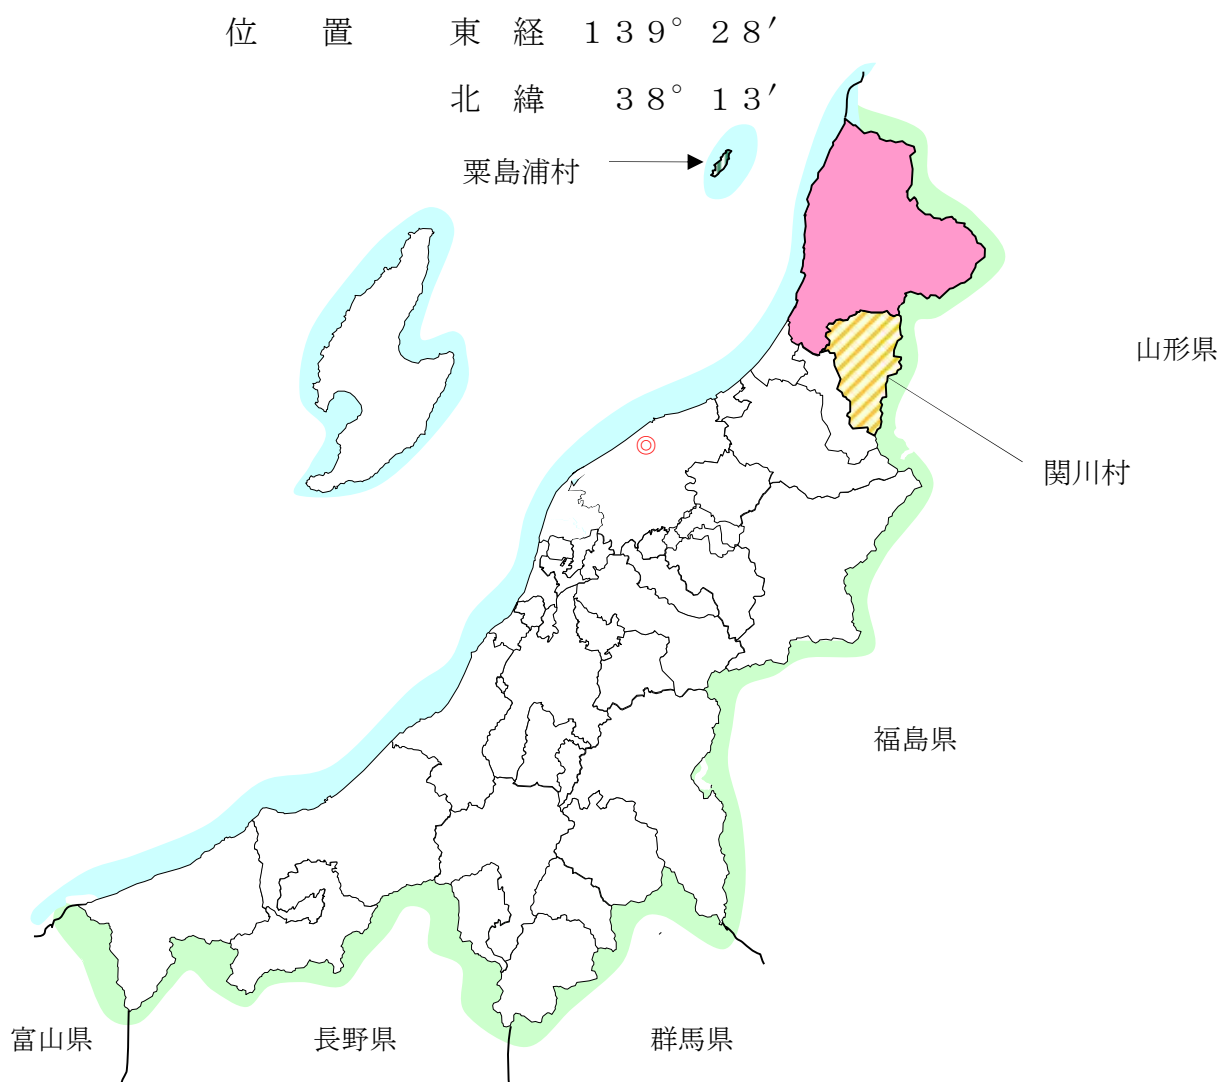 位　置　東経　１３９°２８′
北緯　３８°１３′
粟島浦村
山形県
関川村
福島県
富山県
長野県
群馬県